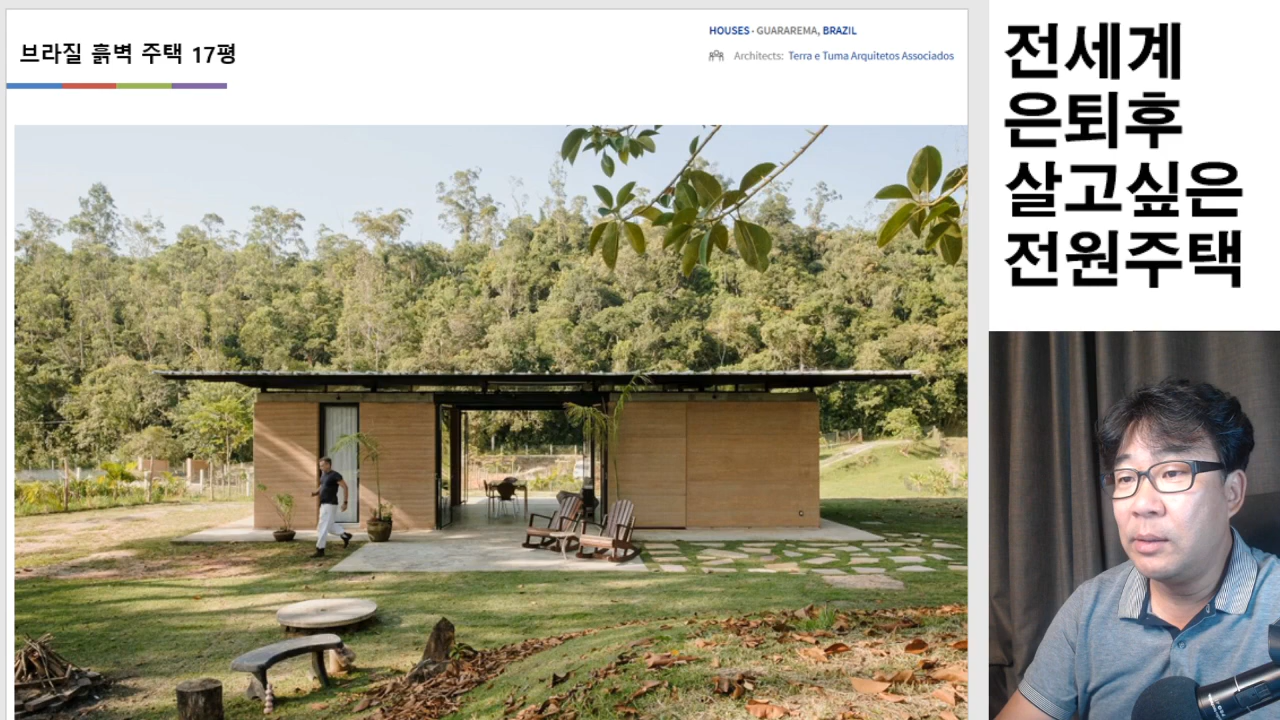 브라질 흙벽 주택 17평
HOUSES · GUARAREMA, BRAZIL
Architects: Terra e Tuma Arquitetos Associados
전세계
은퇴후
살고싶은
전원주택